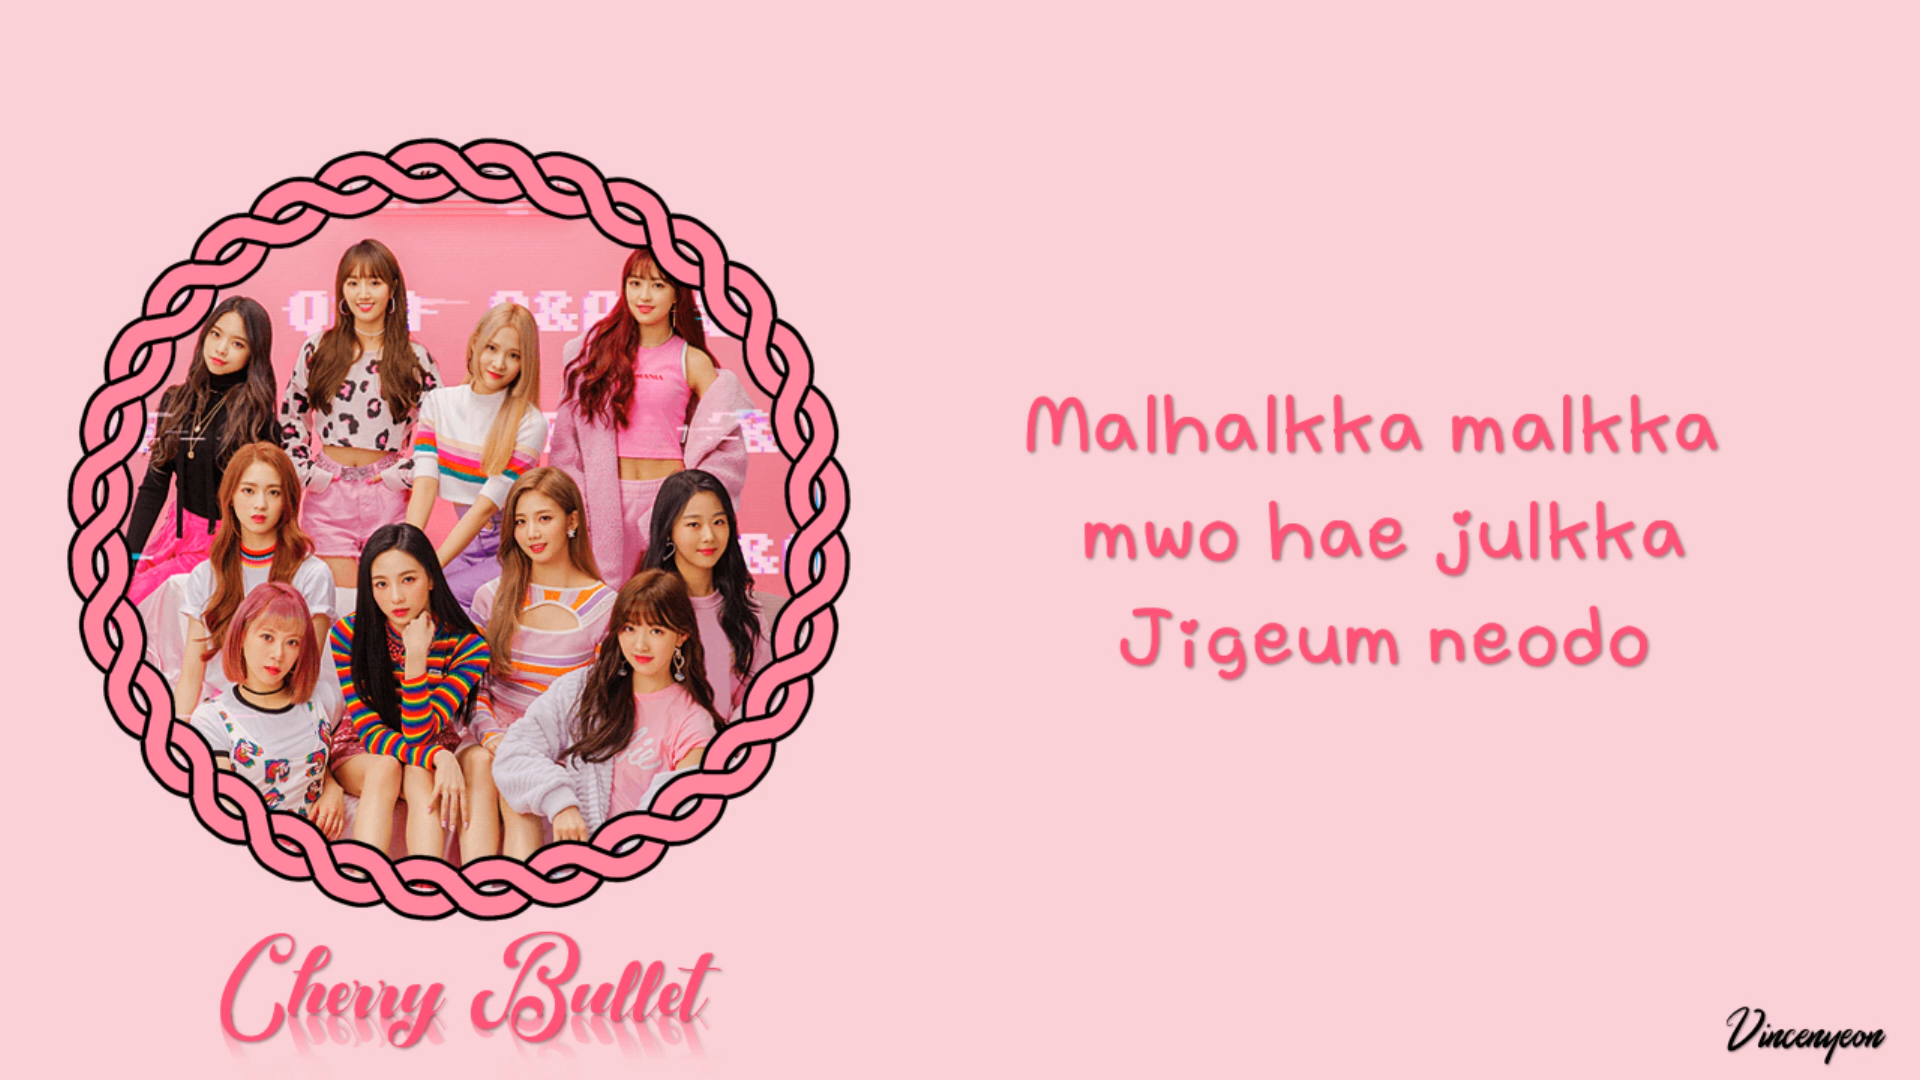 Malhalkka malkka
mwo hae julkka
Jigeum neodo
Cherry Bullet
Vincenyeon